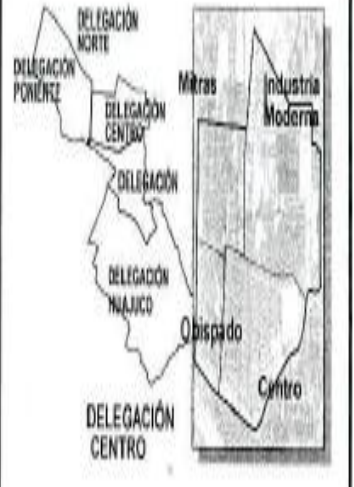 DELEGACIÓN
NORTE
DELEGACIÓN
PONIENTE
DELEGACIÓN
CENTRO
DELEGACIÓN
DELEGACIÓN
HUAJUCO
DELEGACIÓN
CENTRO
Mitras
Industria
Moderna
Obispado
Centro